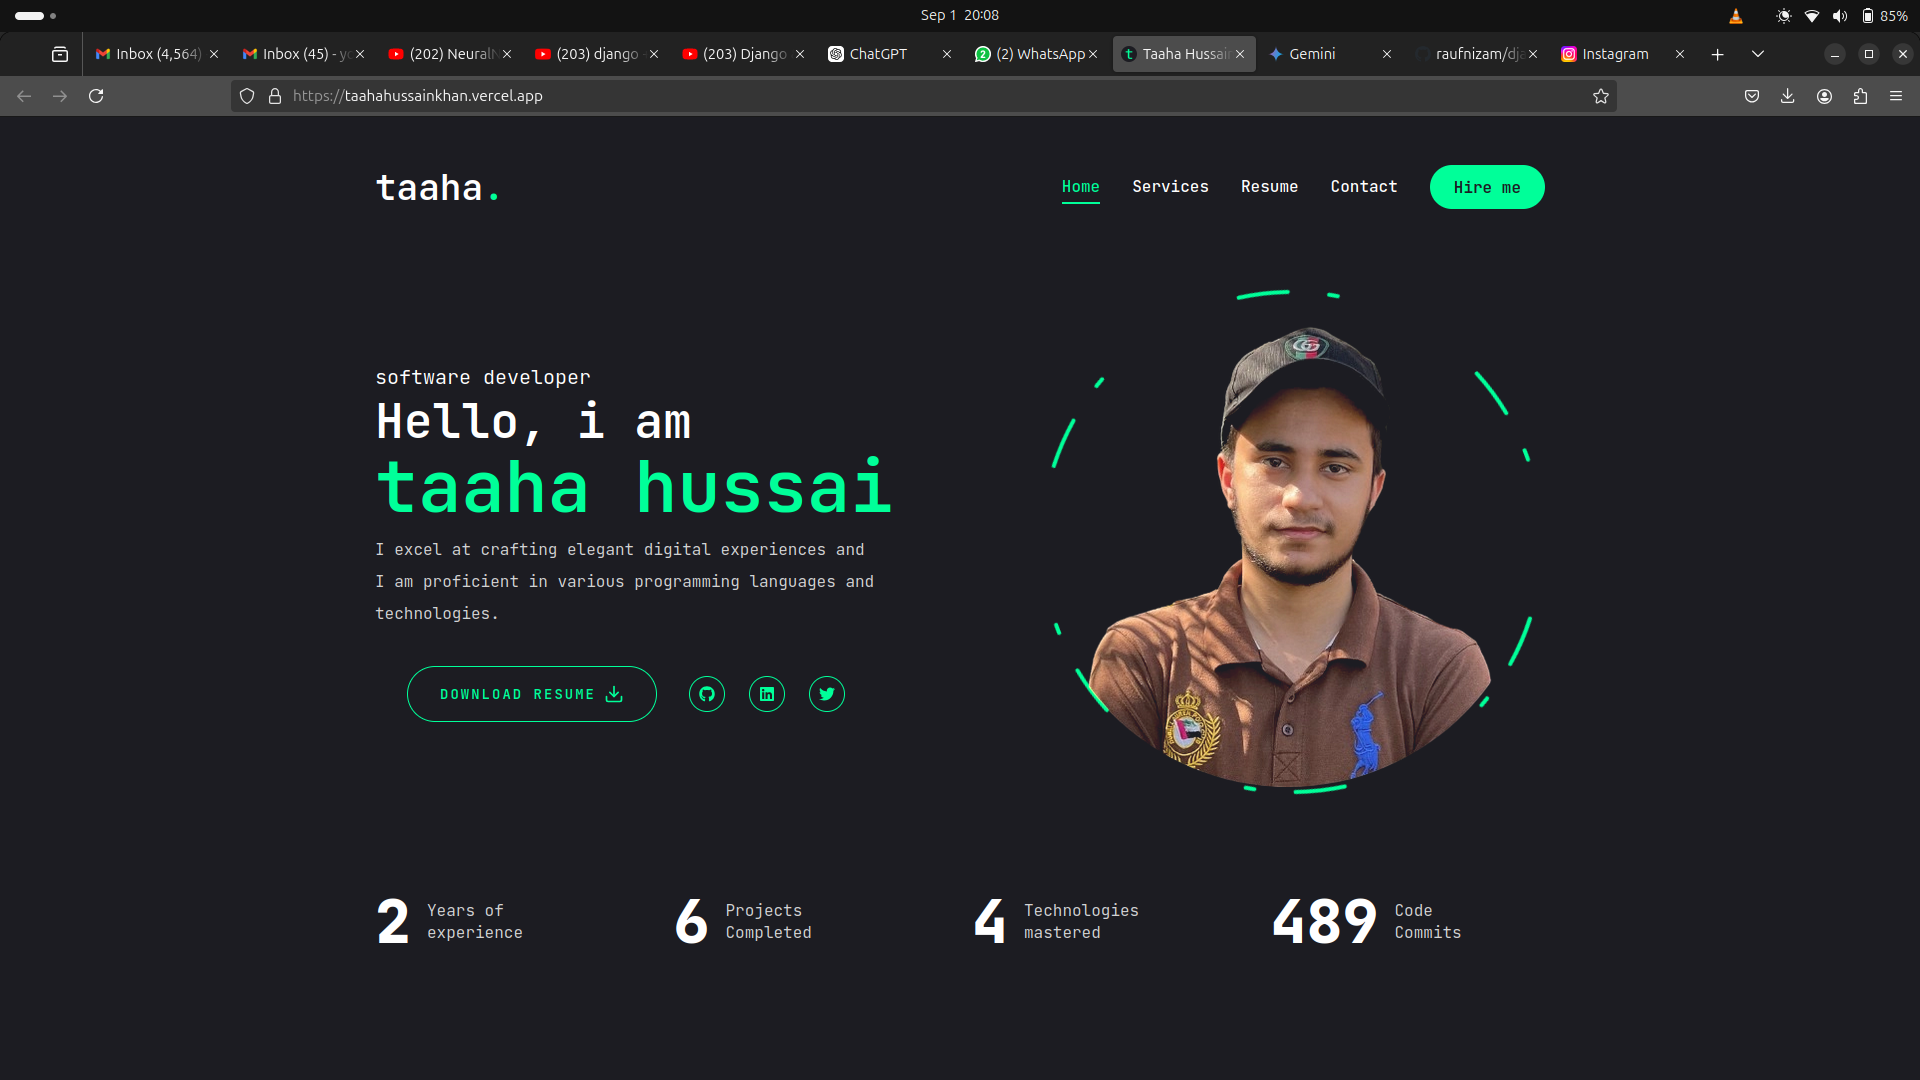 Sep 1 20:08
85%
Inbox (4,564)
Inbox (45) - yo
(202) NeuralN
(203) django -
(203) Django
ChatGPT
(2) WhatsApp
Taaha Hussai
Gemini
raufnizam/dja
Instagram
https://taahahussainkhan.vercel.app
taaha.
Home
Services
Resume
Contact
Hire me
software developer
Hello, i am
taaha hussai
I excel at crafting elegant digital experiences and
I am proficient in various programming languages and
technologies.
DOWNLOAD RESUME
2
Years of
experience
6
Projects
Completed
4
Technologies
mastered
489
Code
Commits